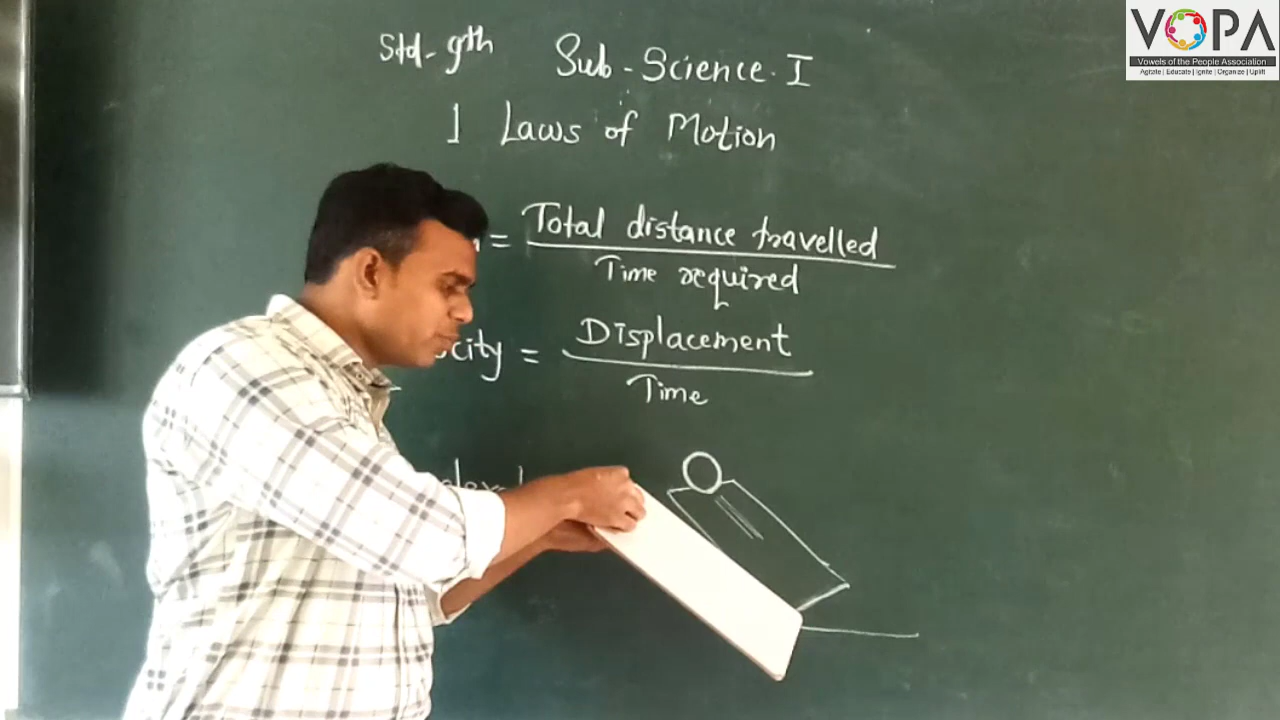 VOPA
Vowels of the People Association
Agitate | Educate | Ignite | Organize | Uplift
Std-9th Sub-Science-I
1 Laws of Motion
= Total distance travelled
Time required
city = Displacement
Time